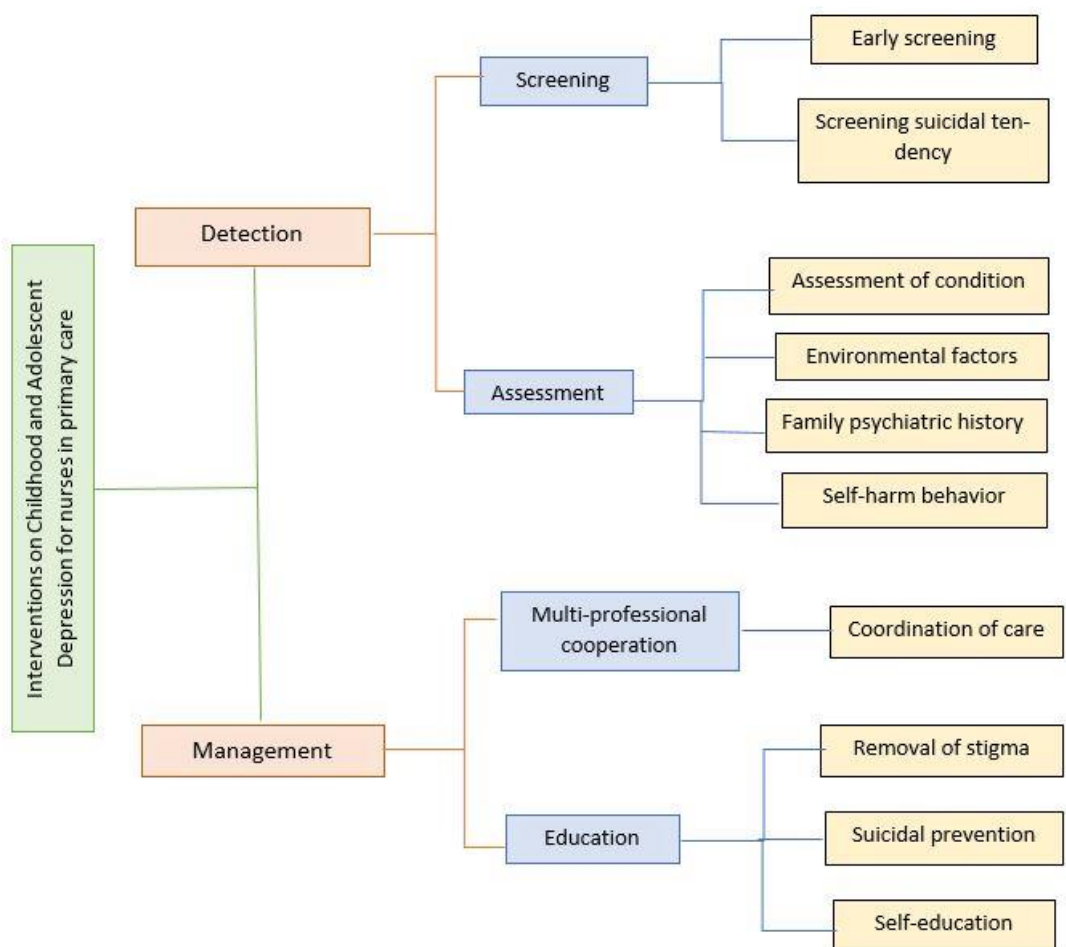 Interventions on Childhood and Adolescent
Depression for nurses in primary care
Detection
Screening
Early screening
Screening suicidal ten-
dency
Assessment
Assessment of condition
Environmental factors
Family psychiatric history
Self-harm behavior
Management
Multi-professional
cooperation
Coordination of care
Education
Removal of stigma
Suicidal prevention
Self-education